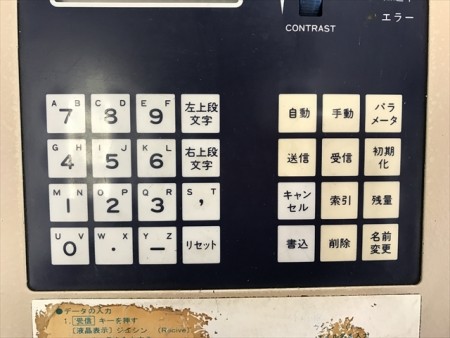 CONTRAST
エラー
A B C D E F
7 8 9 左上段文字
自動 手動 パラメータ
G H I J K L
4 5 6 右上段文字
送信 受信 初期化
M N O P Q R S T
1 2 3 , キャンセル 索引 残量
U V W X Y Z
0 · − リセット
書込 削除 名前変更
●データの入力
1. 受信 キーを押す
〔液晶表示〕ジュシン (Racive)